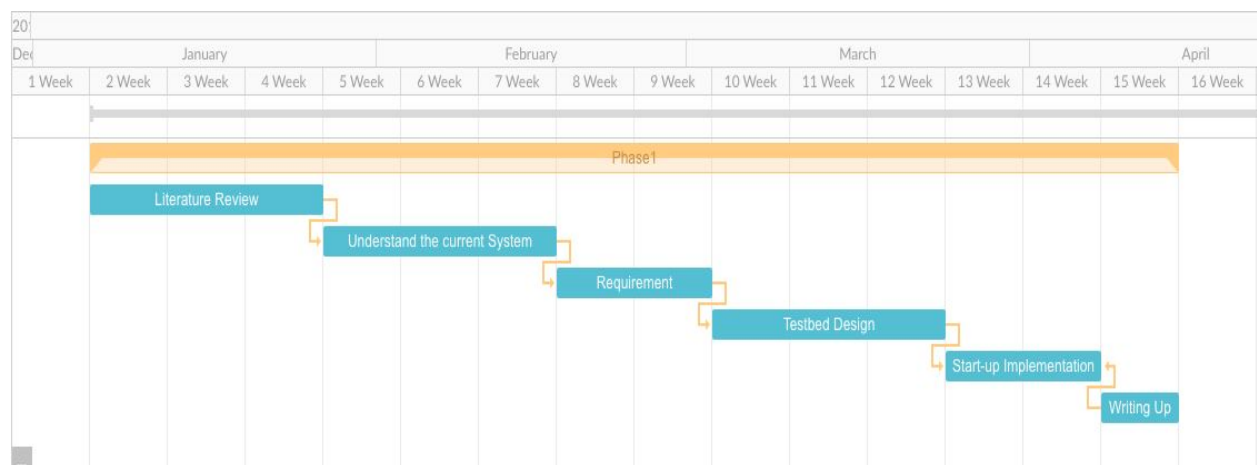 201
Dec January February March April
1 Week 2 Week 3 Week 4 Week 5 Week 6 Week 7 Week 8 Week 9 Week 10 Week 11 Week 12 Week 13 Week 14 Week 15 Week 16 Week
Phase1
Literature Review
Understand the current System
Requirement
Testbed Design
Start-up Implementation
Writing Up